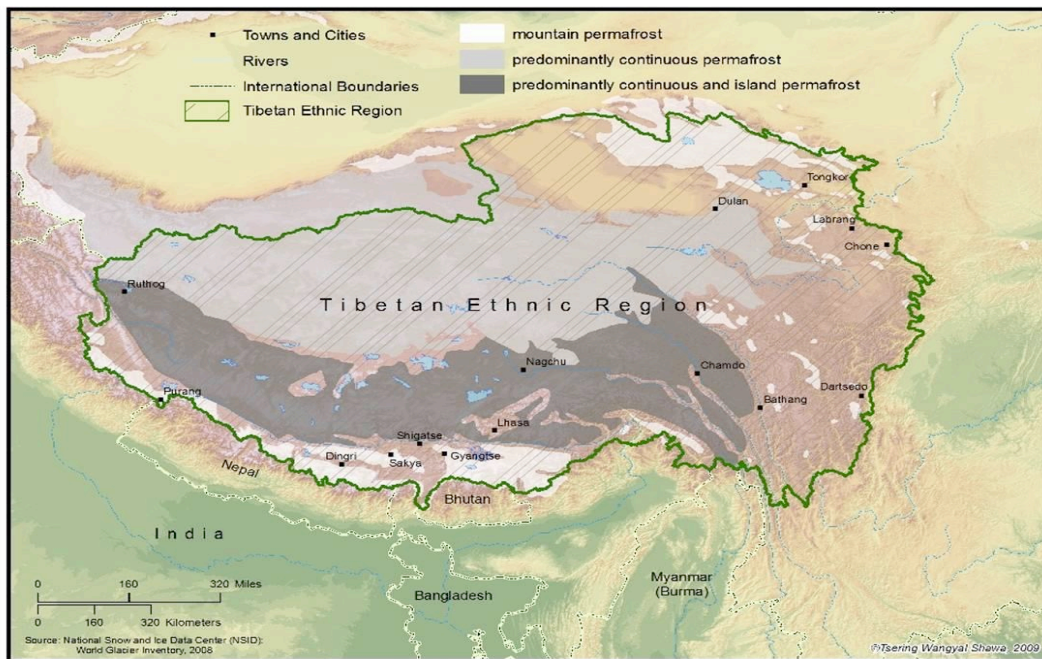 Towns and Cities
Rivers
International Boundaries
Tibetan Ethnic Region
mountain permafrost
predominantly continuous permafrost
predominantly continuous and island permafrost
Tongkor
Dulan
Labrang
Chone
Ruthog
Tibetan Ethnic Region
Nagchu
Chamdo
Purang
Dartsedo
Bathang
Lhasa
Shigatse
Dingri
Sakya
Gyangtse
Nepal
Bhutan
India
Myanmar
(Burma)
Bangladesh
0 160 320 Miles
0 160 320 Kilometers
Source: National Snow and Ice Data Center (NSID):
World Glacier Inventory, 2008
©Tsering Wangyal Shawa, 2009